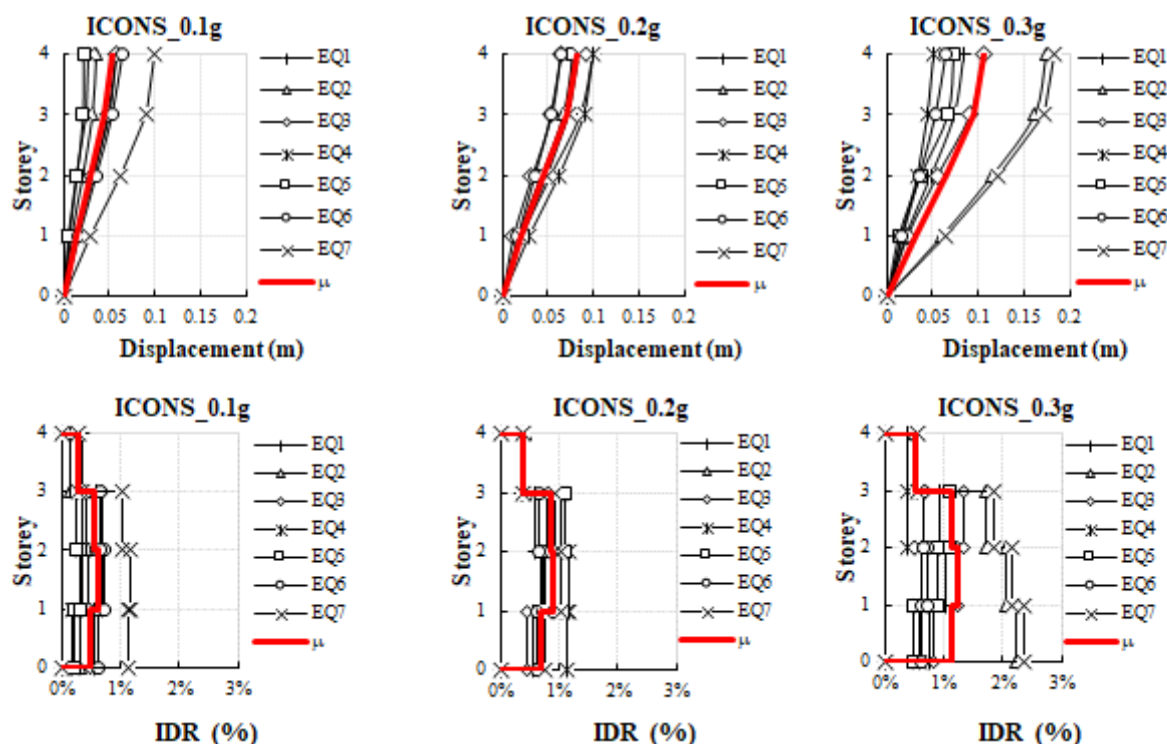 ICONS_0.1g
Storey
4
3
2
1
0
0 0.05 0.1 0.15 0.2
Displacement (m)
EQ1
EQ2
EQ3
EQ4
EQ5
EQ6
EQ7
μ
ICONS_0.2g
Storey
4
3
2
1
0
0 0.05 0.1 0.15 0.2
Displacement (m)
EQ1
EQ2
EQ3
EQ4
EQ5
EQ6
EQ7
μ
ICONS_0.3g
Storey
4
3
2
1
0
0 0.05 0.1 0.15 0.2
Displacement (m)
EQ1
EQ2
EQ3
EQ4
EQ5
EQ6
EQ7
μ
ICONS_0.1g
Storey
4
3
2
1
0
0% 1% 2% 3%
IDR (%)
EQ1
EQ2
EQ3
EQ4
EQ5
EQ6
EQ7
μ
ICONS_0.2g
Storey
4
3
2
1
0
0% 1% 2% 3%
IDR (%)
EQ1
EQ2
EQ3
EQ4
EQ5
EQ6
EQ7
μ
ICONS_0.3g
Storey
4
3
2
1
0
0% 1% 2% 3%
IDR (%)
EQ1
EQ2
EQ3
EQ4
EQ5
EQ6
EQ7
μ